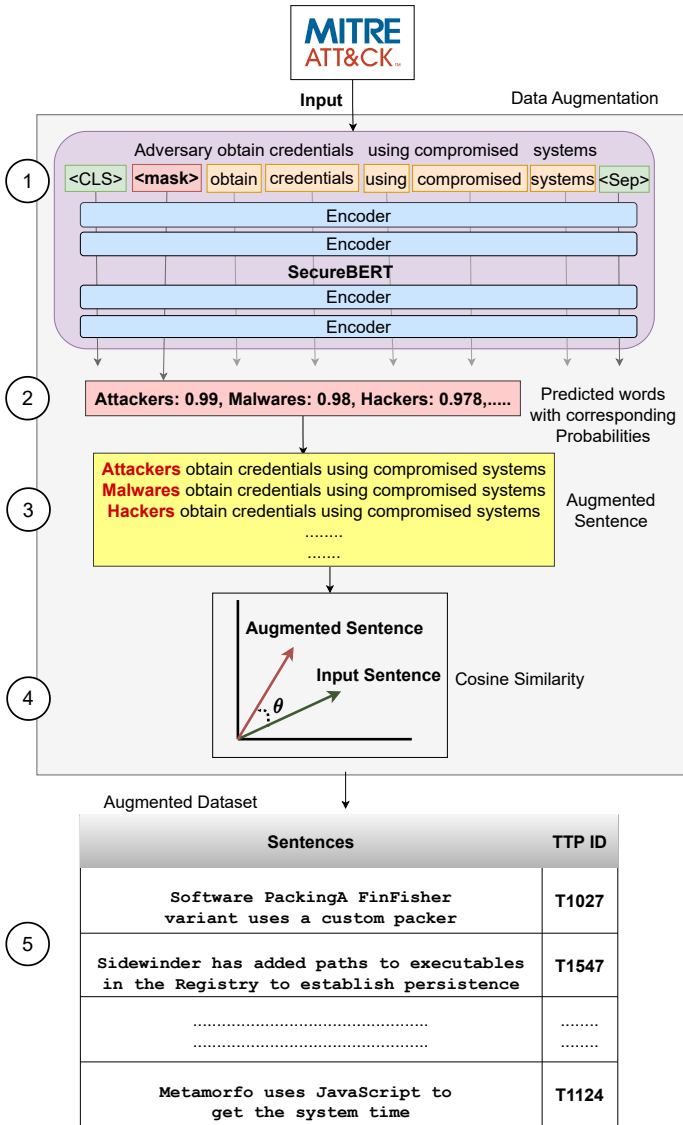 MITRE
ATT&CK™
Input
Data Augmentation
Adversary obtain credentials using compromised systems
1
<CLS> <mask> obtain credentials using compromised systems <Sep>
Encoder
Encoder
SecureBERT
Encoder
Encoder
2
Attackers: 0.99, Malwares: 0.98, Hackers: 0.978,.....
Predicted words
with corresponding
Probabilities
3
Attackers obtain credentials using compromised systems
Malwares obtain credentials using compromised systems
Hackers obtain credentials using compromised systems
........
.......
Augmented
Sentence
4
Augmented Sentence
Input Sentence
θ
Cosine Similarity
Augmented Dataset
Sentences TTP ID
5
Software PackingA FinFisher
variant uses a custom packer
T1027
Sidewinder has added paths to executables
in the Registry to establish persistence
T1547
.................................................. ........
.................................................. ........
Metamorfo uses JavaScript to
get the system time
T1124